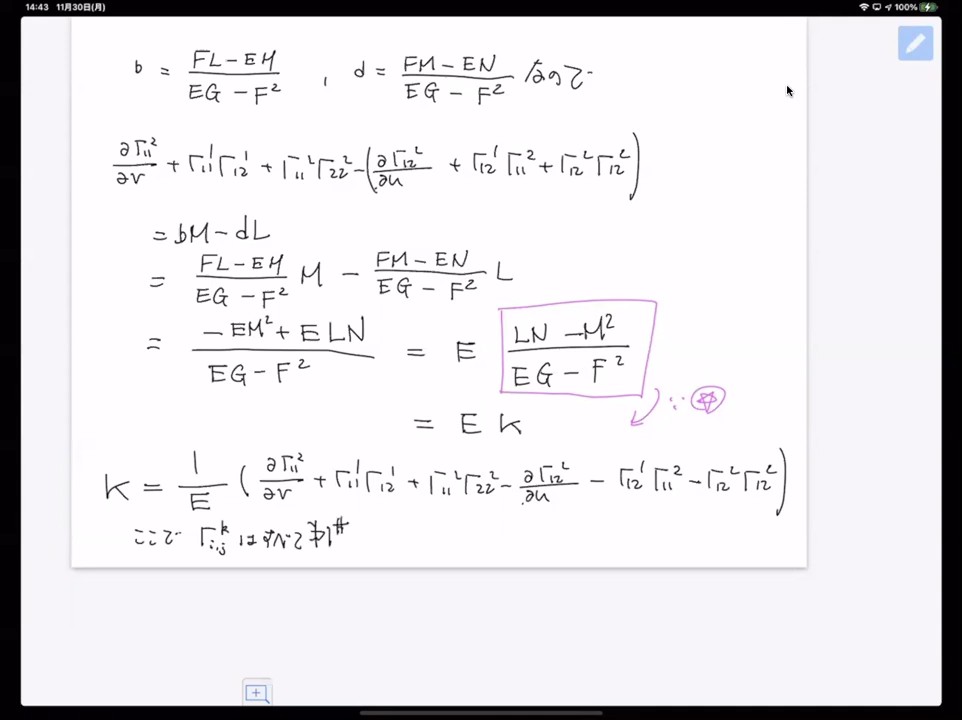 14:43 11月30日(月) 100%
b = (FL-EM)/(EG-F²) , d = (FM-EN)/(EG-F²) なので
∂Γ₁₁²/∂v + Γ₁₁¹Γ₁₂¹ + Γ₁₁²Γ₂₂² - (∂Γ₁₂²/∂u + Γ₁₂¹Γ₁₁² + Γ₁₂²Γ₁₂²)
= bM-dL
= (FL-EM)/(EG-F²) M - (FM-EN)/(EG-F²) L
= (-EM²+ELN)/(EG-F²) = E (LN-M²)/(EG-F²)
= E K ∵ ☆
K = 1/E (∂Γ₁₁²/∂v + Γ₁₁¹Γ₁₂¹ + Γ₁₁²Γ₂₂² - ∂Γ₁₂²/∂u - Γ₁₂¹Γ₁₁² - Γ₁₂²Γ₁₂²)
ここで Γᵢⱼᵏ はすべて